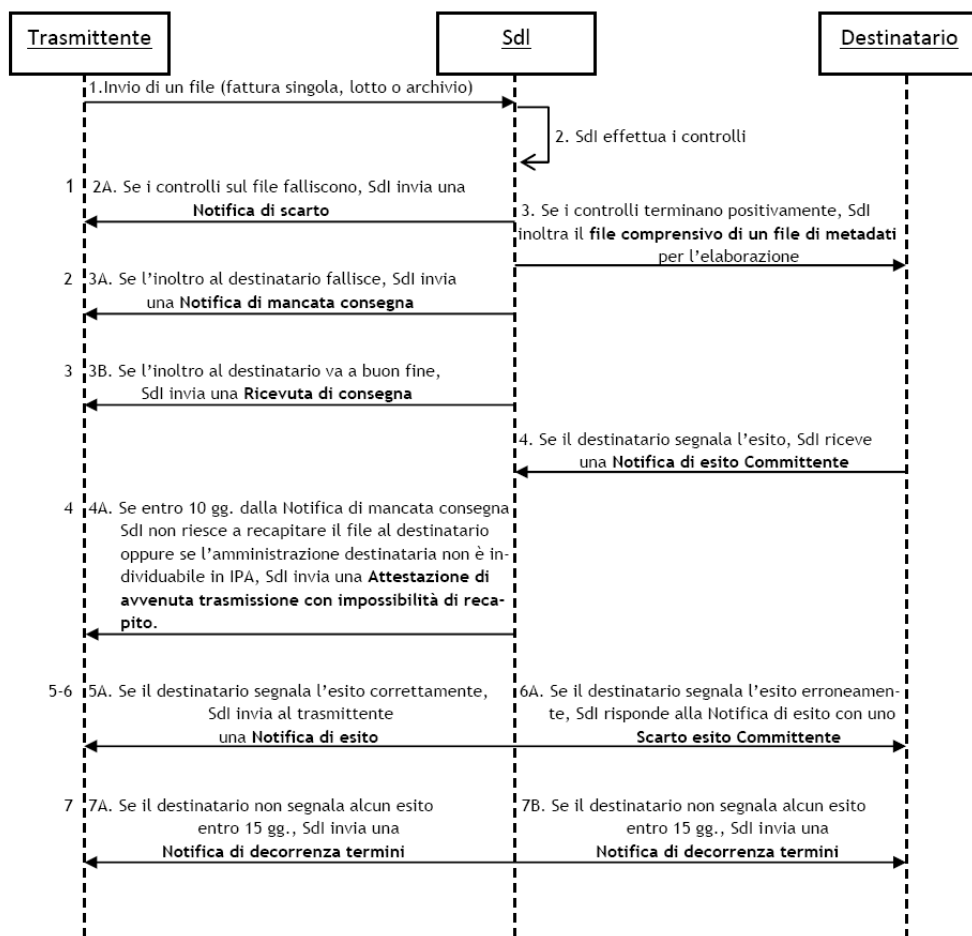 Trasmittente
SdI
Destinatario
1.Invio di un file (fattura singola, lotto o archivio)
2. SdI effettua i controlli
1
2A. Se i controlli sul file falliscono, SdI invia una
Notifica di scarto
3. Se i controlli terminano positivamente, SdI
inoltra il file comprensivo di un file di metadati
per l'elaborazione
2
3A. Se l'inoltro al destinatario fallisce, SdI invia
una Notifica di mancata consegna
3
3B. Se l'inoltro al destinatario va a buon fine,
SdI invia una Ricevuta di consegna
4. Se il destinatario segnala l'esito, SdI riceve
una Notifica di esito Committente
4
4A. Se entro 10 gg. dalla Notifica di mancata consegna
SdI non riesce a recapitare il file al destinatario
oppure se l'amministrazione destinataria non è in-
dividuabile in IPA, SdI invia una Attestazione di
avvenuta trasmissione con impossibilità di reca-
pito.
5-6
5A. Se il destinatario segnala l'esito correttamente,
SdI invia al trasmittente
una Notifica di esito
6A. Se il destinatario segnala l'esito erroneamen-
te, SdI risponde alla Notifica di esito con uno
Scarto esito Committente
7
7A. Se il destinatario non segnala alcun esito
entro 15 gg., SdI invia una
Notifica di decorrenza termini
7B. Se il destinatario non segnala alcun esito
entro 15 gg., SdI invia una
Notifica di decorrenza termini